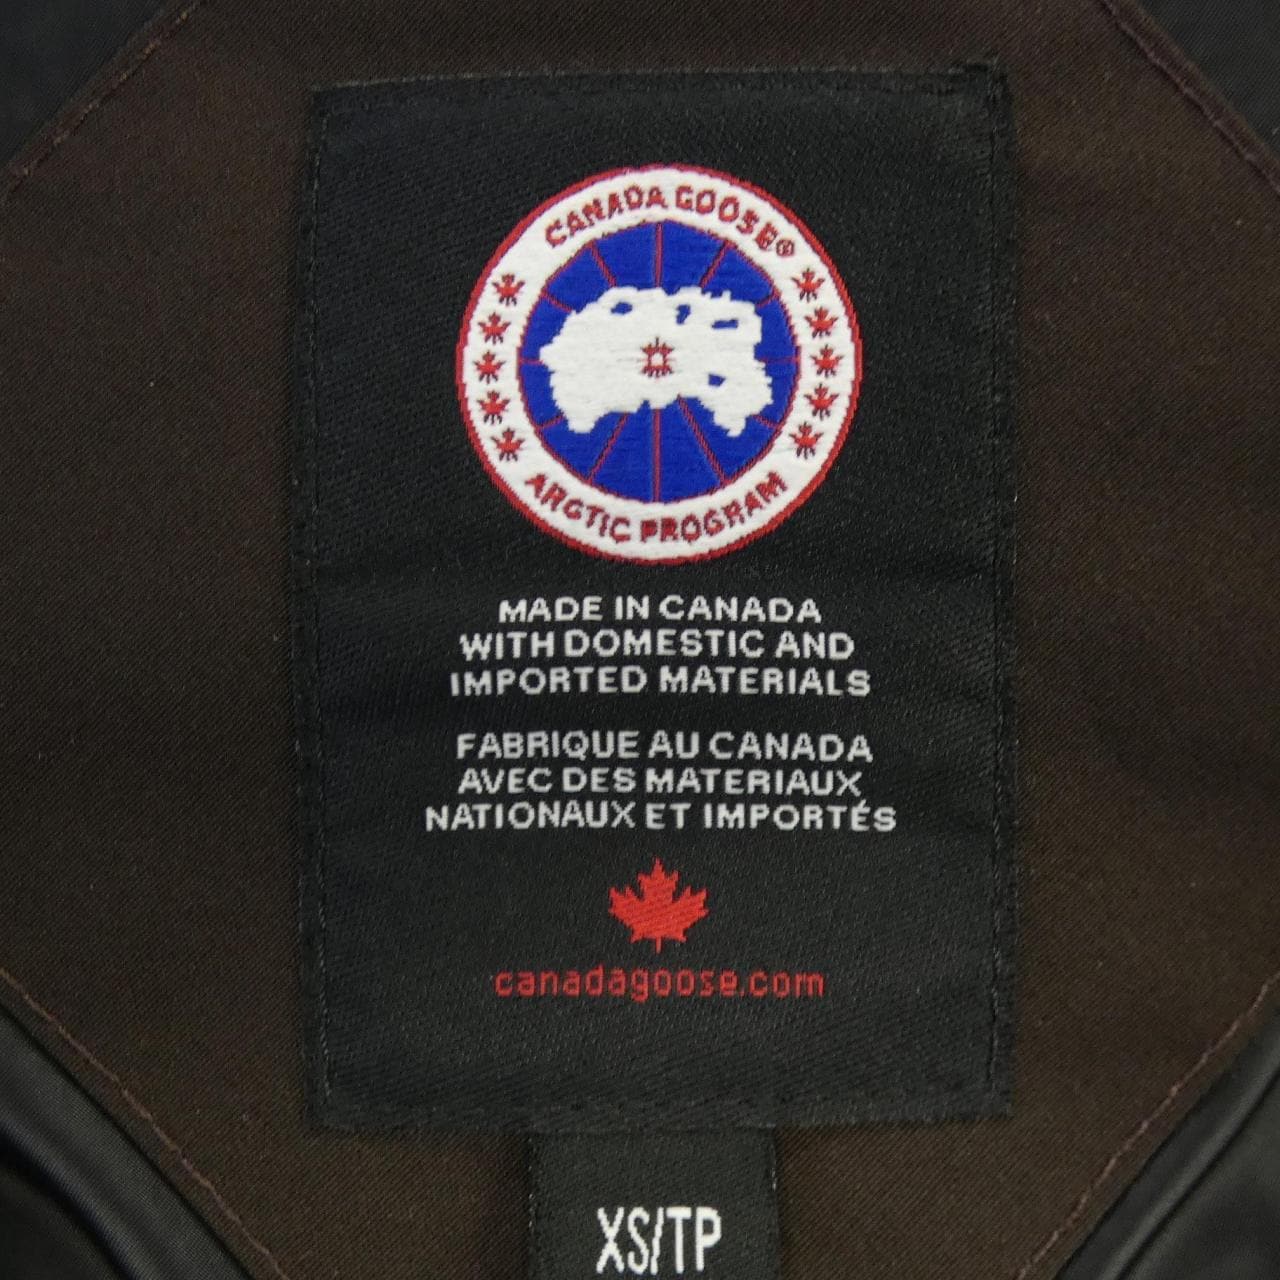 CANADA GOOSE®
ARCTIC PROGRAM
MADE IN CANADA
WITH DOMESTIC AND
IMPORTED MATERIALS
FABRIQUE AU CANADA
AVEC DES MATERIAUX
NATIONAUX ET IMPORTÉS
canadagoose.com
XS/TP